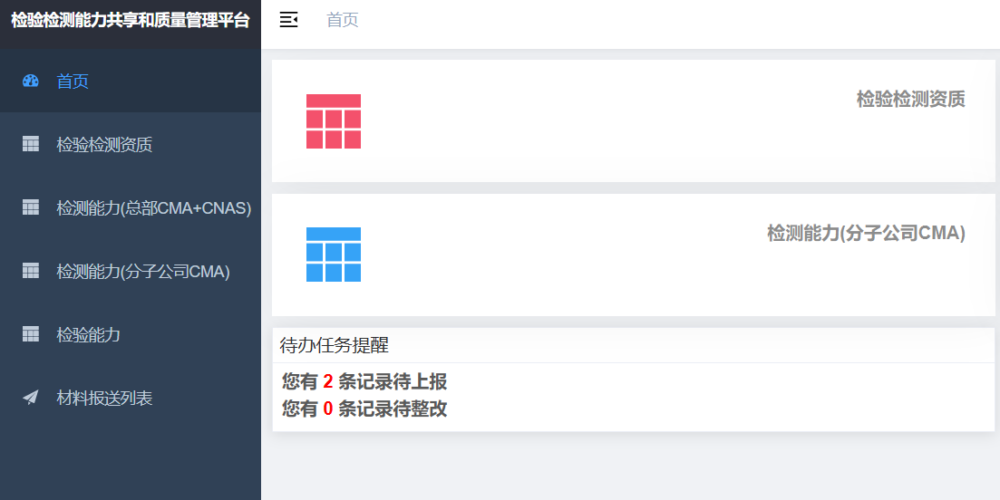 检验检测能力共享和质量管理平台
首页
首页
检验检测资质
检测能力(总部CMA+CNAS)
检测能力(分子公司CMA)
检验能力
材料报送列表
检验检测资质
检测能力(分子公司CMA)
待办任务提醒
您有 2 条记录待上报
您有 0 条记录待整改